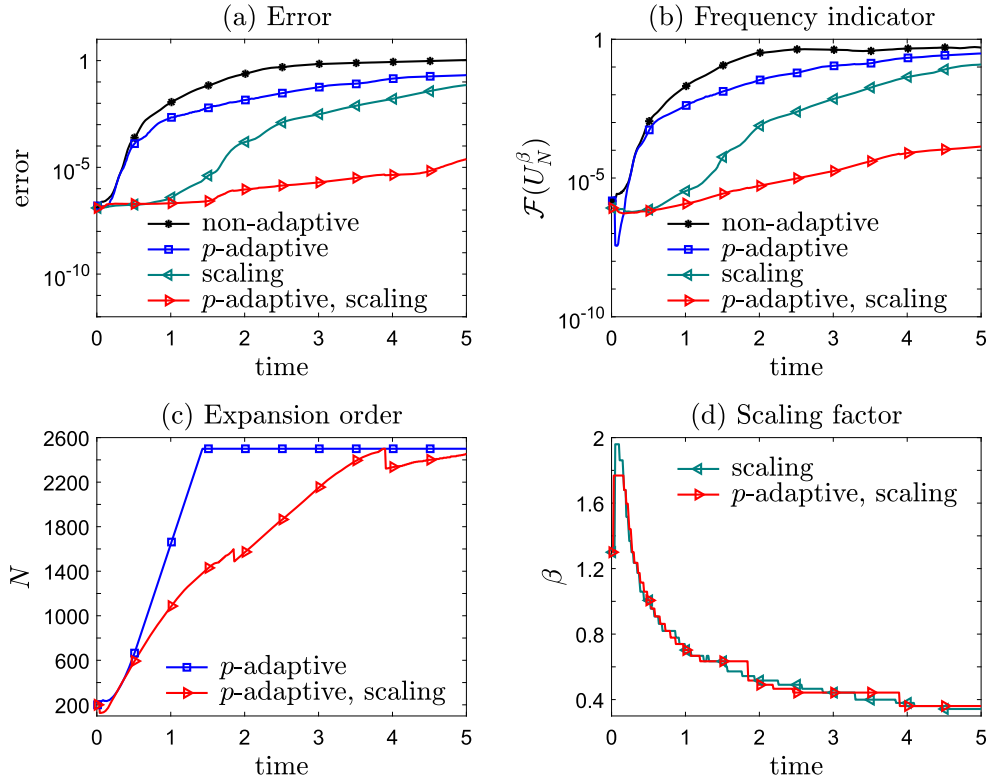 (a) Error
1
10^-5
10^-10
error
non-adaptive
p-adaptive
scaling
p-adaptive, scaling
0 1 2 3 4 5
time
(b) Frequency indicator
1
10^-5
10^-10
F(U_N^β)
non-adaptive
p-adaptive
scaling
p-adaptive, scaling
0 1 2 3 4 5
time
(c) Expansion order
2600
2200
1800
1400
1000
600
200
N
p-adaptive
p-adaptive, scaling
0 1 2 3 4 5
time
(d) Scaling factor
2
1.6
1.2
0.8
0.4
β
scaling
p-adaptive, scaling
0 1 2 3 4 5
time